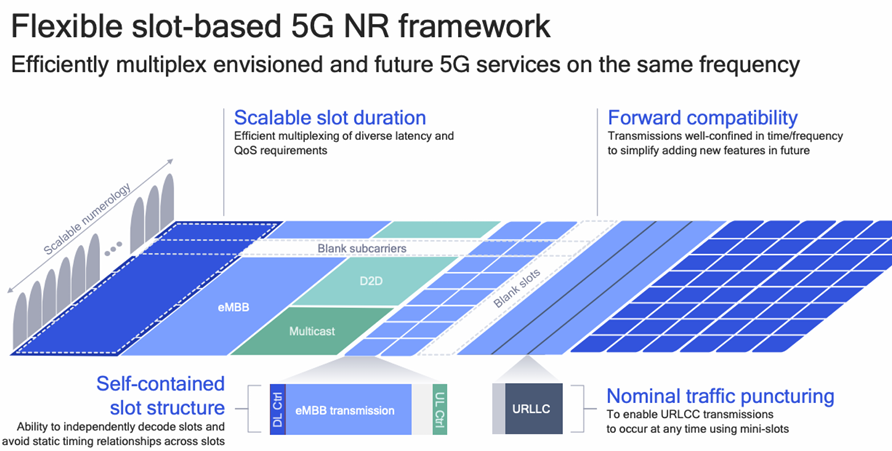 Flexible slot-based 5G NR framework
Efficiently multiplex envisioned and future 5G services on the same frequency
Scalable slot duration
Efficient multiplexing of diverse latency and
QoS requirements
Forward compatibility
Transmissions well-confined in time/frequency
to simplify adding new features in future
Scalable numerology
Blank subcarriers
eMBB
D2D
Multicast
Blank slots
Self-contained
slot structure
Ability to independently decode slots and
avoid static timing relationships across slots
DL Ctrl
eMBB transmission
UL Ctrl
URLLC
Nominal traffic puncturing
To enable URLCC transmissions
to occur at any time using mini-slots